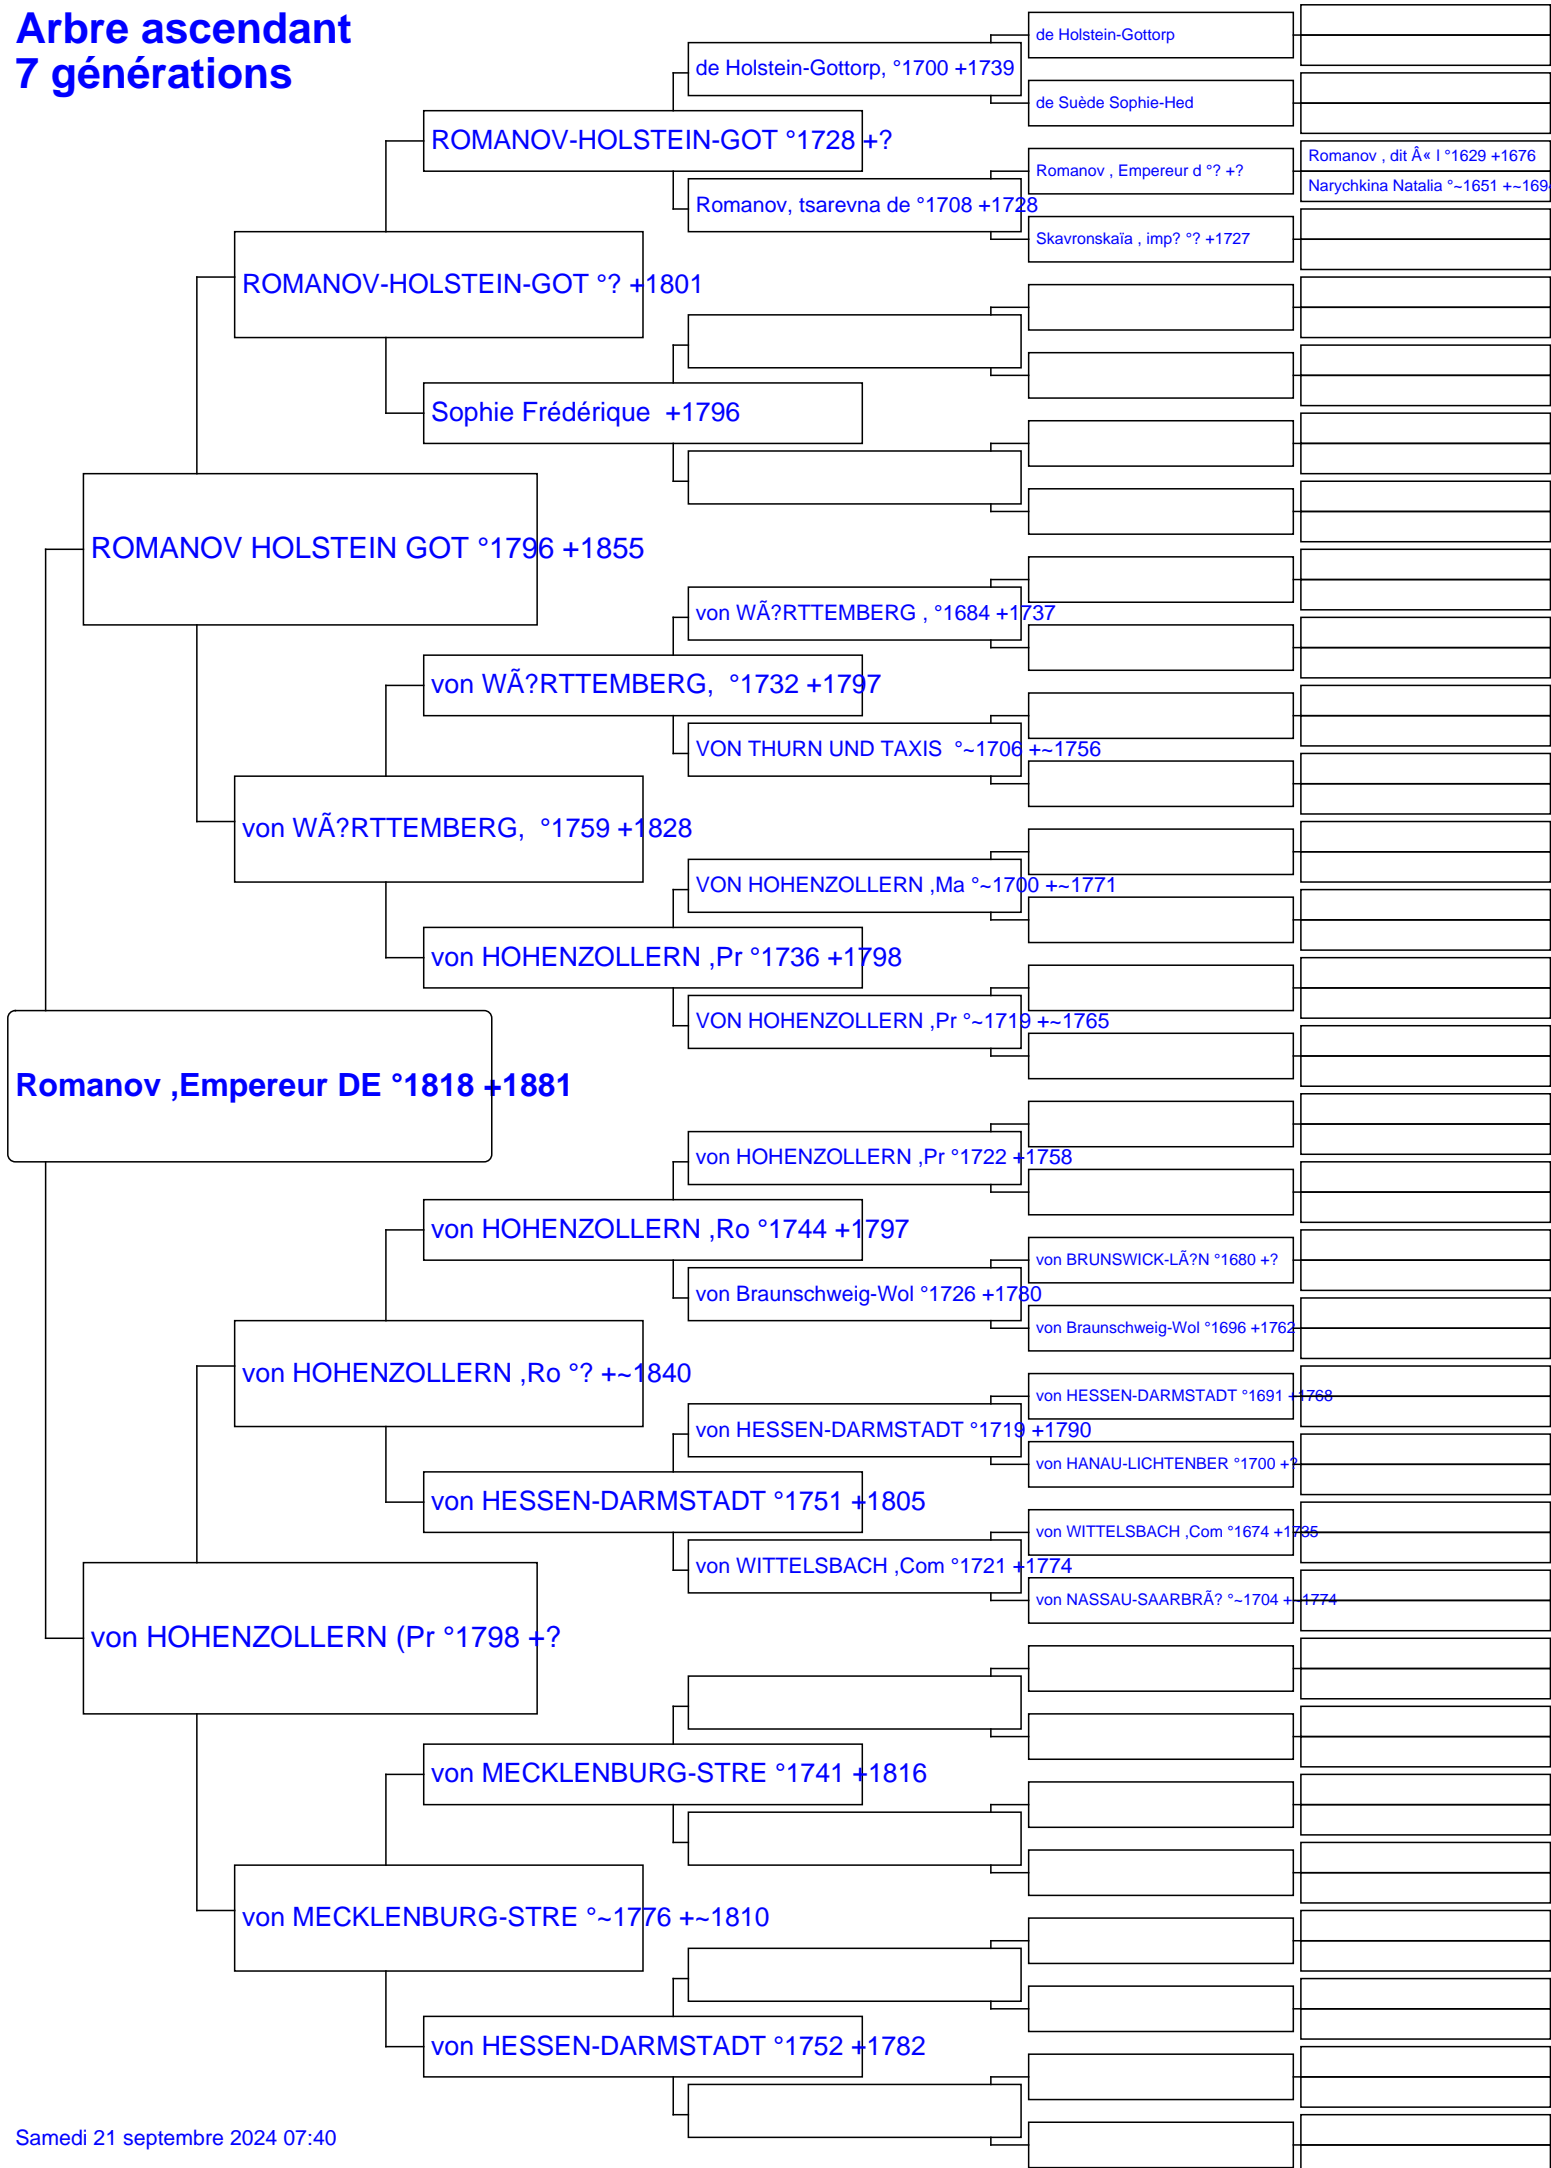 Arbre ascendant
7 générations
de Holstein-Gottorp
de Holstein-Gottorp, °1700 +1739
de Suède Sophie-Hed
ROMANOV-HOLSTEIN-GOT °1728 +?
Romanov , dit Â« l °1629 +1676
Romanov , Empereur d °? +?
Narychkina Natalia °~1651 +~169
Romanov, tsarevna de °1708 +1728
Skavronskaïa , imp? °? +1727
ROMANOV-HOLSTEIN-GOT °? +1801
Sophie Frédérique  +1796
ROMANOV HOLSTEIN GOT °1796 +1855
von WÃ?RTTEMBERG , °1684 +1737
von WÃ?RTTEMBERG,  °1732 +1797
VON THURN UND TAXIS  °~1706 +~1756
von WÃ?RTTEMBERG,  °1759 +1828
VON HOHENZOLLERN ,Ma °~1700 +~1771
von HOHENZOLLERN ,Pr °1736 +1798
VON HOHENZOLLERN ,Pr °~1719 +~1765
Romanov ,Empereur DE °1818 +1881
von HOHENZOLLERN ,Pr °1722 +1758
von HOHENZOLLERN ,Ro °1744 +1797
von BRUNSWICK-LÃ?N °1680 +?
von Braunschweig-Wol °1726 +1780
von Braunschweig-Wol °1696 +1762
von HOHENZOLLERN ,Ro °? +~1840
von HESSEN-DARMSTADT °1691 +1768
von HESSEN-DARMSTADT °1719 +1790
von HANAU-LICHTENBER °1700 +?
von HESSEN-DARMSTADT °1751 +1805
von WITTELSBACH ,Com °1674 +1735
von WITTELSBACH ,Com °1721 +1774
von NASSAU-SAARBRÃ? °~1704 +~1774
von HOHENZOLLERN (Pr °1798 +?
von MECKLENBURG-STRE °1741 +1816
von MECKLENBURG-STRE °~1776 +~1810
von HESSEN-DARMSTADT °1752 +1782
Samedi 21 septembre 2024 07:40